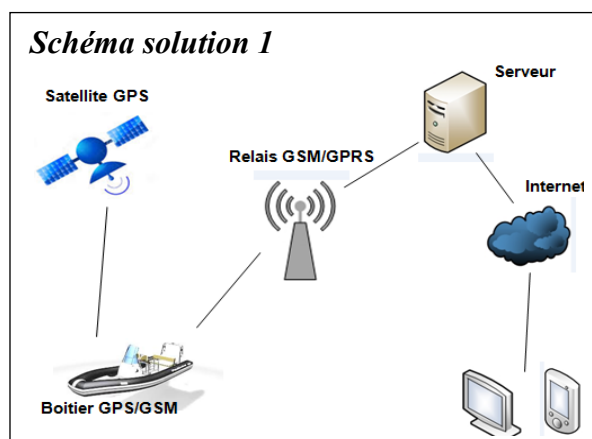 Schéma solution 1
Serveur
Satellite GPS
Relais GSM/GPRS
Internet
Boitier GPS/GSM